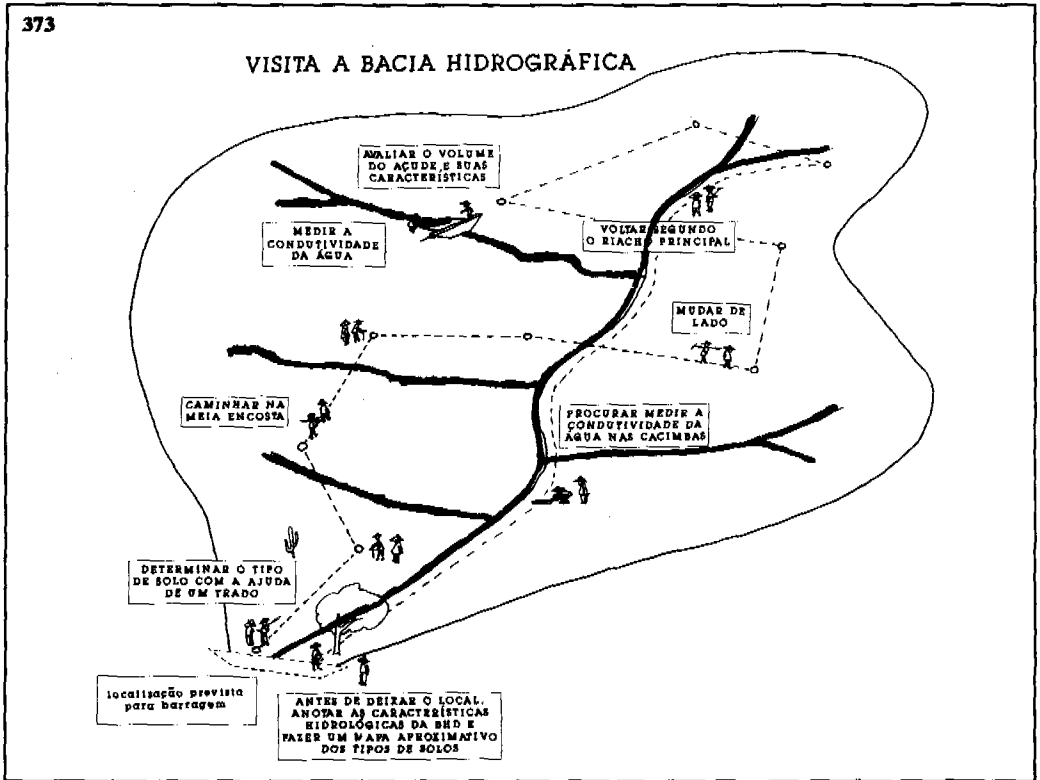 373
VISITA A BACIA HIDROGRÁFICA
AVALIAR O VOLUME
DO AÇUDE E SUAS
CARACTERÍSTICAS
MEDIR A
CONDUTIVIDADE
DA ÁGUA
VOLTAR SEGUNDO
O RIACHO PRINCIPAL
MUDAR DE
LADO
CAMINHAR NA
MEIA ENCOSTA
PROCURAR MEDIR A
CONDUTIVIDADE DA
ÁGUA NAS CACIMBAS
DETERMINAR O TIPO
DE SOLO COM A AJUDA
DE UM TRADO
localisação prevista
para barragem
ANTES DE DEIXAR O LOCAL,
ANOTAR AS CARACTERÍSTICAS
HIDROLÓGICAS DA BHD E
FAZER UM MAPA APROXIMATIVO
DOS TIPOS DE SOLOS